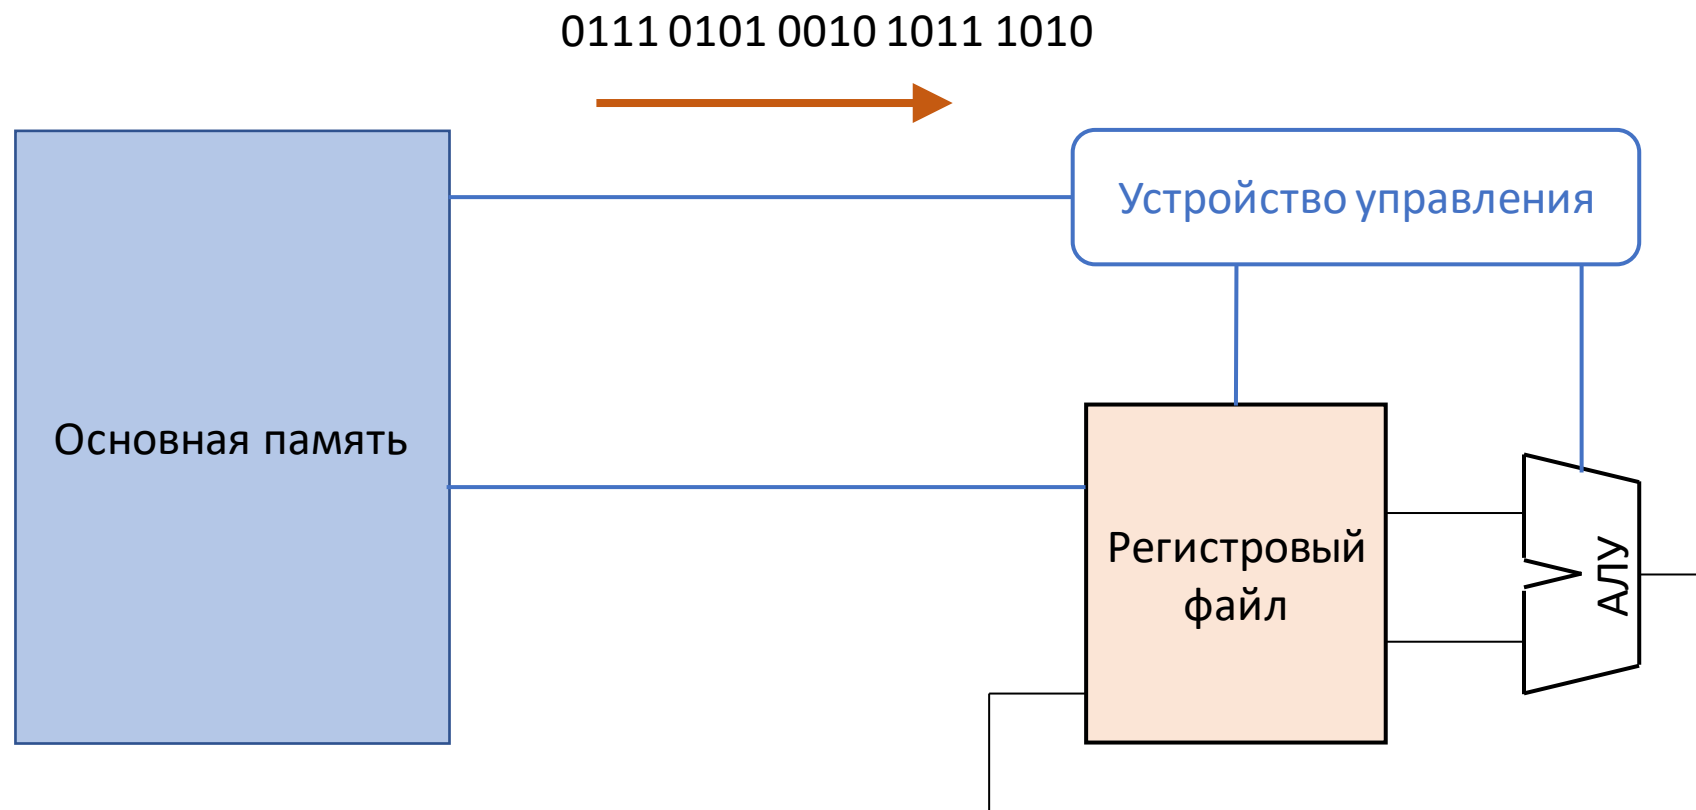 0111 0101 0010 1011 1010
Устройство управления
Основная память
Регистровый
файл
АЛУ